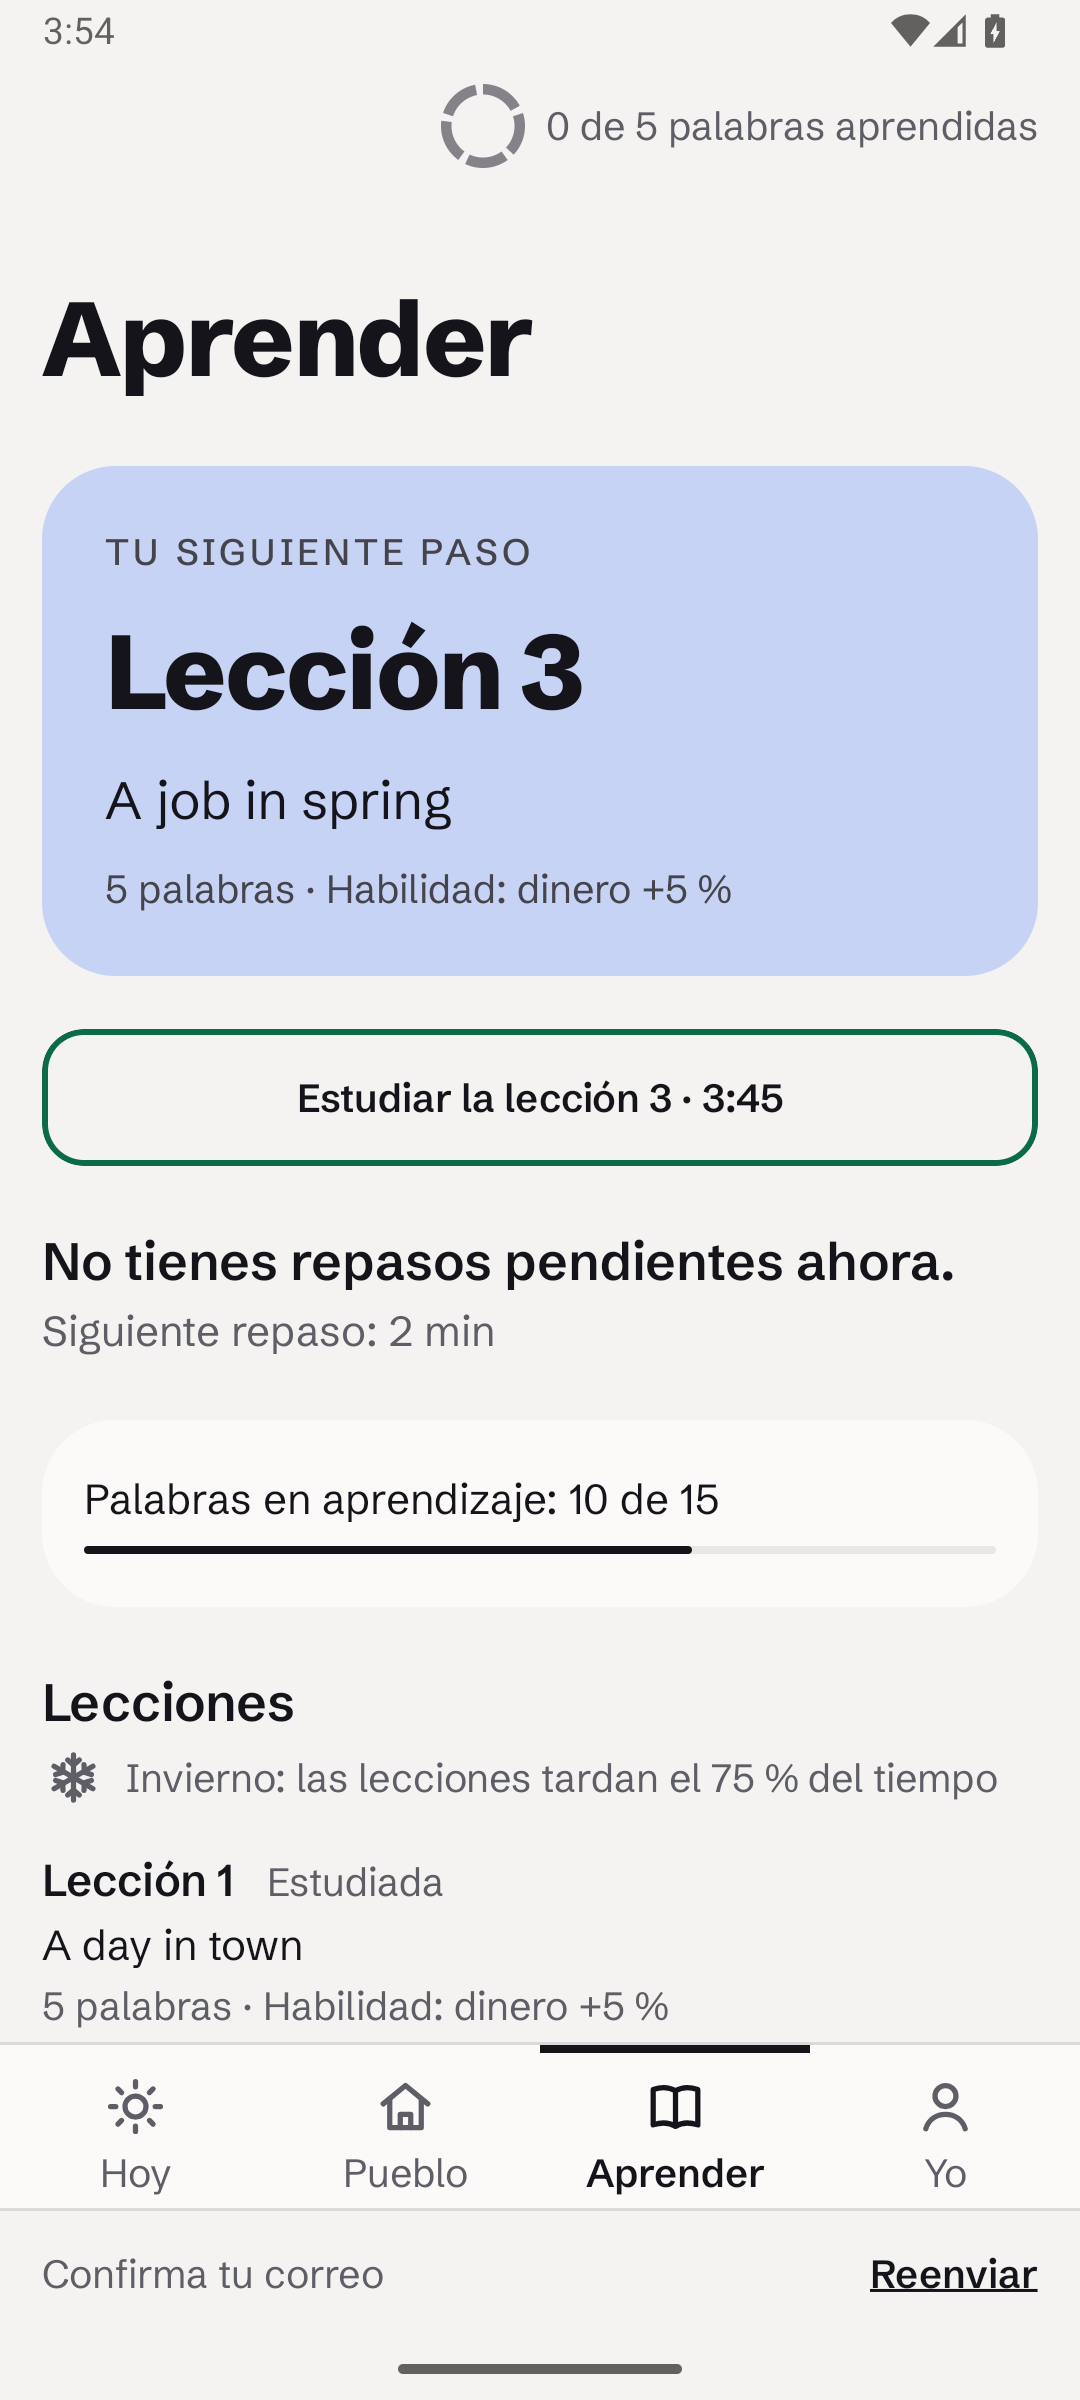 3:54
0 de 5 palabras aprendidas
Aprender
TU SIGUIENTE PASO
Lección 3
A job in spring
5 palabras · Habilidad: dinero +5 %
Estudiar la lección 3 · 3:45
No tienes repasos pendientes ahora.
Siguiente repaso: 2 min
Palabras en aprendizaje: 10 de 15
Lecciones
Invierno: las lecciones tardan el 75 % del tiempo
Lección 1 Estudiada
A day in town
5 palabras · Habilidad: dinero +5 %
Hoy Pueblo Aprender Yo
Confirma tu correo Reenviar